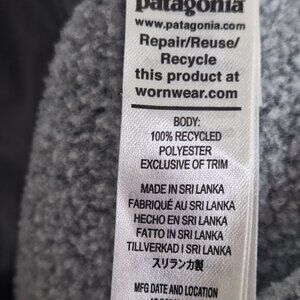 patagonia
www.patagonia.com
Repair/Reuse/
Recycle
this product at
wornwear.com
BODY:
100% RECYCLED
POLYESTER
EXCLUSIVE OF TRIM
MADE IN SRI LANKA
FABRIQUÉ AU SRI LANKA
HECHO EN SRI LANKA
FATTO IN SRI LANKA
TILLVERKAD I SRI LANKA
スリランカ製
MFG DATE AND LOCATION